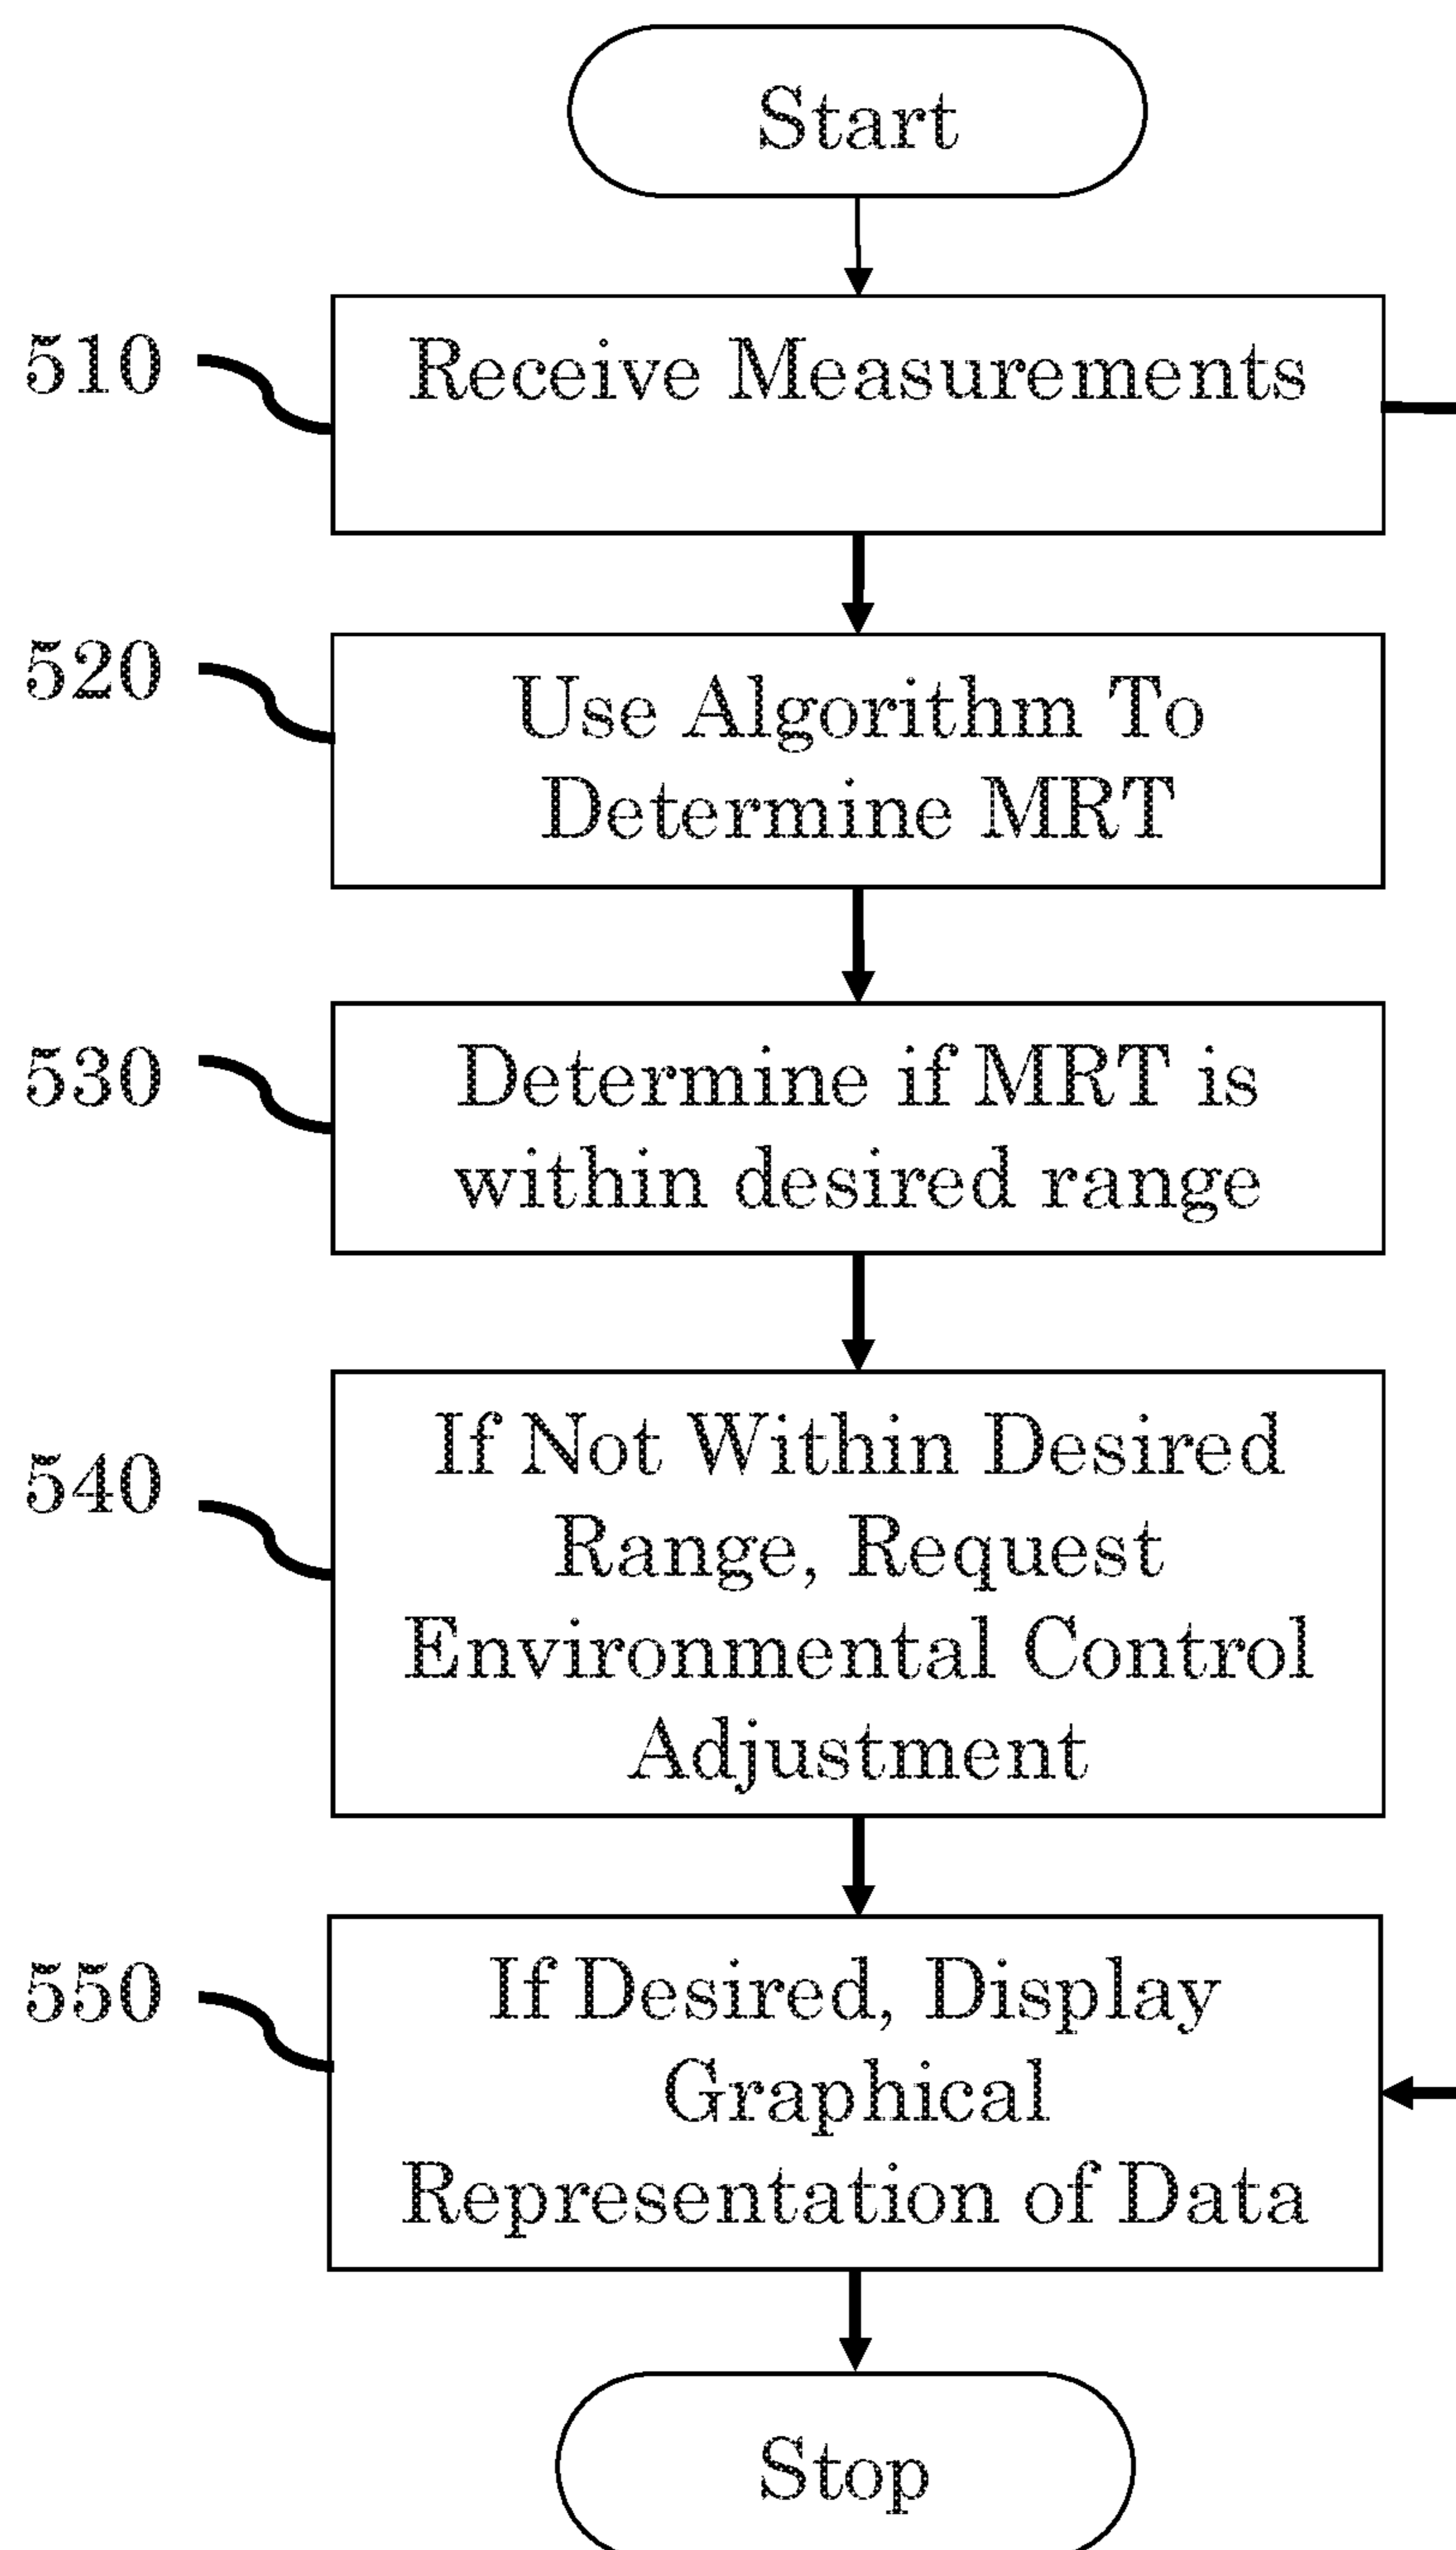 Start
510
Receive Measurements
520
Use Algorithm To
Determine MRT
530
Determine if MRT is
within desired range
540
If Not Within Desired
Range, Request
Environmental Control
Adjustment
550
If Desired, Display
Graphical
Representation of Data
Stop